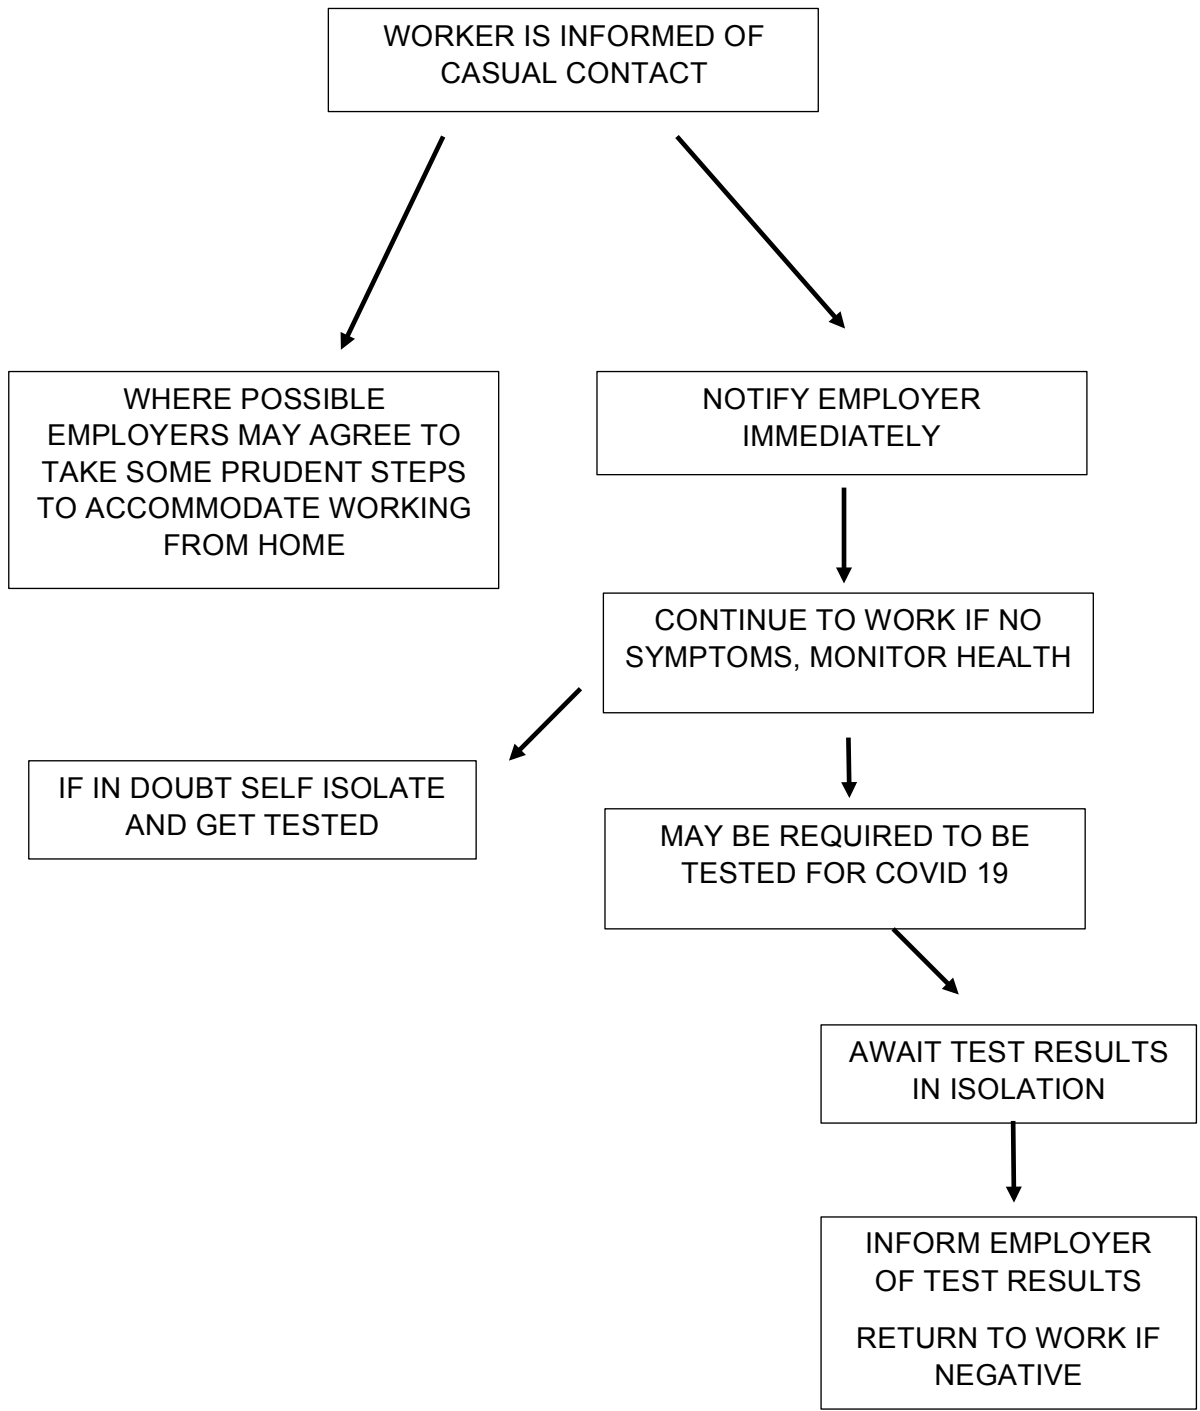 WORKER IS INFORMED OF
CASUAL CONTACT
WHERE POSSIBLE
EMPLOYERS MAY AGREE TO
TAKE SOME PRUDENT STEPS
TO ACCOMMODATE WORKING
FROM HOME
NOTIFY EMPLOYER
IMMEDIATELY
CONTINUE TO WORK IF NO
SYMPTOMS, MONITOR HEALTH
IF IN DOUBT SELF ISOLATE
AND GET TESTED
MAY BE REQUIRED TO BE
TESTED FOR COVID 19
AWAIT TEST RESULTS
IN ISOLATION
INFORM EMPLOYER
OF TEST RESULTS
RETURN TO WORK IF
NEGATIVE